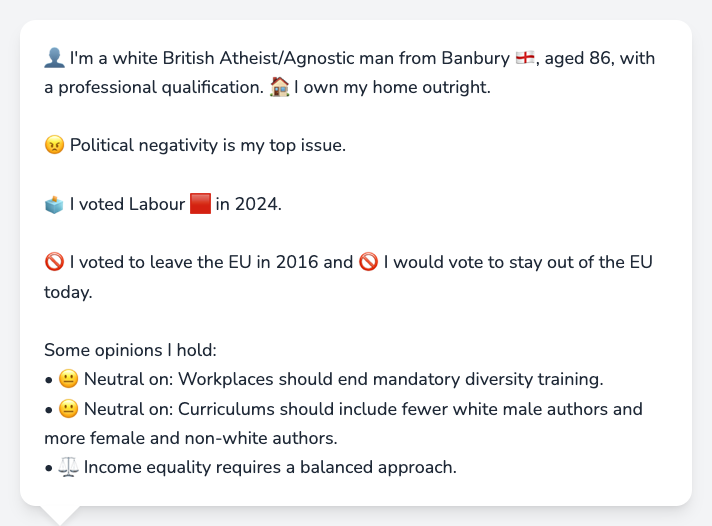 👤 I'm a white British Atheist/Agnostic man from Banbury 🏴󠁧󠁢󠁥󠁮󠁧󠁿, aged 86, with
a professional qualification. 🏠 I own my home outright.
😠 Political negativity is my top issue.
🗳️ I voted Labour 🟥 in 2024.
🚫 I voted to leave the EU in 2016 and 🚫 I would vote to stay out of the EU
today.
Some opinions I hold:
• 😐 Neutral on: Workplaces should end mandatory diversity training.
• 😐 Neutral on: Curriculums should include fewer white male authors and
more female and non-white authors.
• ⚖️ Income equality requires a balanced approach.